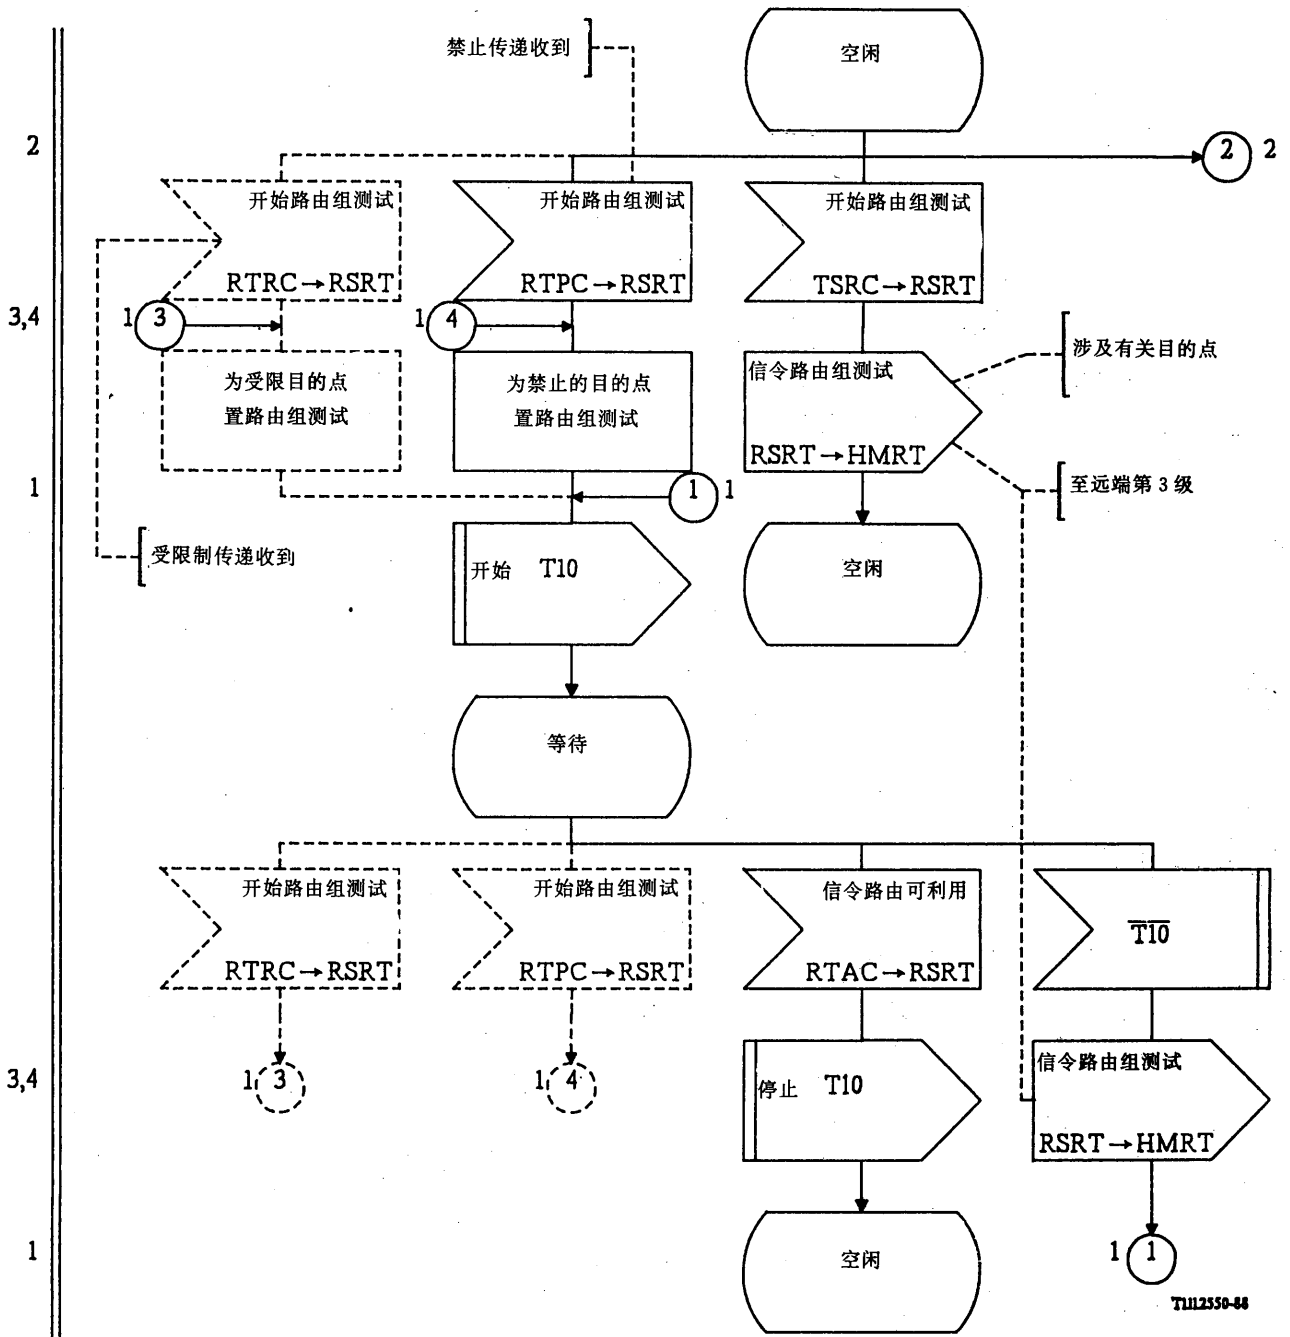 禁止传递收到
空闲
2
2 2
开始路由组测试
RTRC→RSRT
开始路由组测试
RTPC→RSRT
开始路由组测试
TSRC→RSRT
3,4
1 3
1 4
为受限目的点
置路由组测试
为禁止的目的点
置路由组测试
信令路由组测试
RSRT→HMRT
涉及有关目的点
至远端第 3 级
1
1 1
受限制传递收到
开始 T10
空闲
等待
开始路由组测试
RTRC→RSRT
开始路由组测试
RTPC→RSRT
信令路由可利用
RTAC→RSRT
T10
3,4
1 3
1 4
停止 T10
信令路由组测试
RSRT→HMRT
1
空闲
1 1
T1112550-88